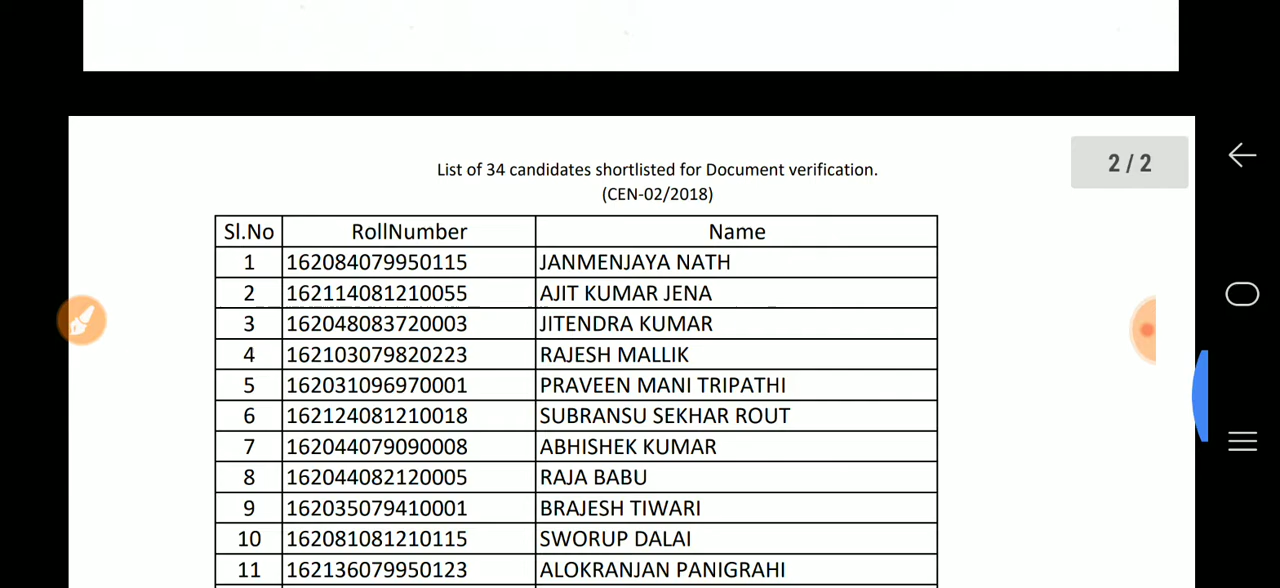 2 / 2
List of 34 candidates shortlisted for Document verification.
(CEN-02/2018)
Sl.No RollNumber Name
1 162084079950115 JANMENJAYA NATH
2 162114081210055 AJIT KUMAR JENA
3 162048083720003 JITENDRA KUMAR
4 162103079820223 RAJESH MALLIK
5 162031096970001 PRAVEEN MANI TRIPATHI
6 162124081210018 SUBRANSU SEKHAR ROUT
7 162044079090008 ABHISHEK KUMAR
8 162044082120005 RAJA BABU
9 162035079410001 BRAJESH TIWARI
10 162081081210115 SWORUP DALAI
11 162136079950123 ALOKRANJAN PANIGRAHI